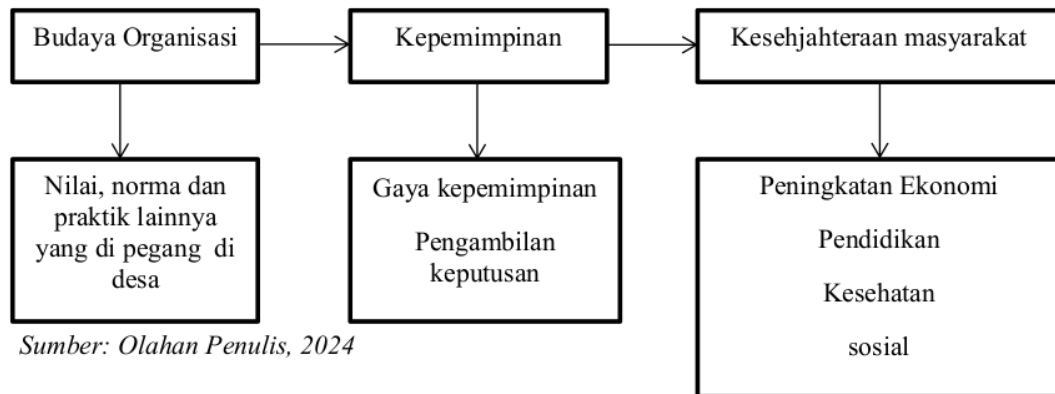 Budaya Organisasi
Kepemimpinan
Kesehjahteraan masyarakat
Nilai, norma dan
praktik lainnya
yang di pegang di
desa
Gaya kepemimpinan
Pengambilan
keputusan
Peningkatan Ekonomi
Pendidikan
Kesehatan
sosial
Sumber: Olahan Penulis, 2024